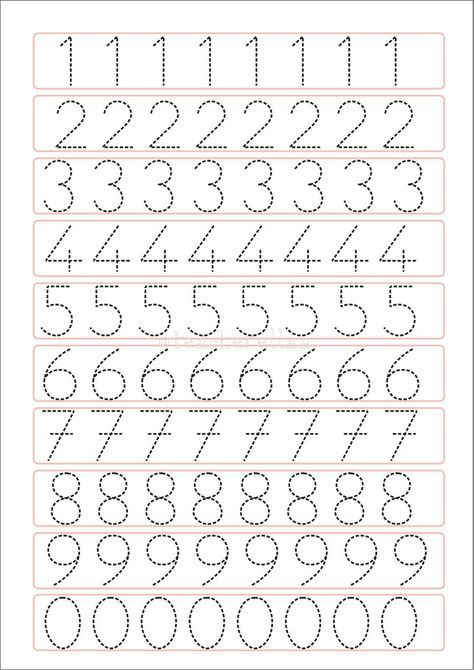 1 1 1 1 1 1 1 1
2 2 2 2 2 2 2 2
3 3 3 3 3 3 3 3
4 4 4 4 4 4 4 4
5 5 5 5 5 5 5 5
6 6 6 6 6 6 6 6
7 7 7 7 7 7 7 7
8 8 8 8 8 8 8 8
9 9 9 9 9 9 9 9
0 0 0 0 0 0 0 0